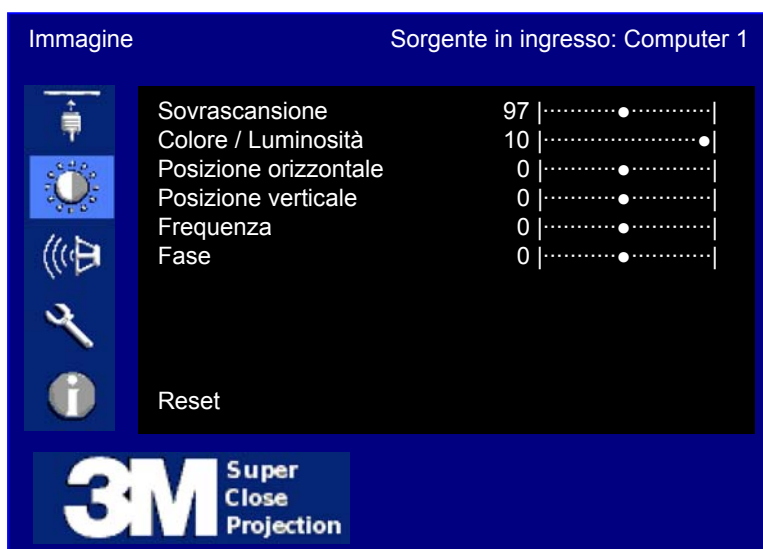 Immagine Sorgente in ingresso: Computer 1
Sovrascansione 97
Colore / Luminosità 10
Posizione orizzontale 0
Posizione verticale 0
Frequenza 0
Fase 0
Reset
3M Super
Close
Projection